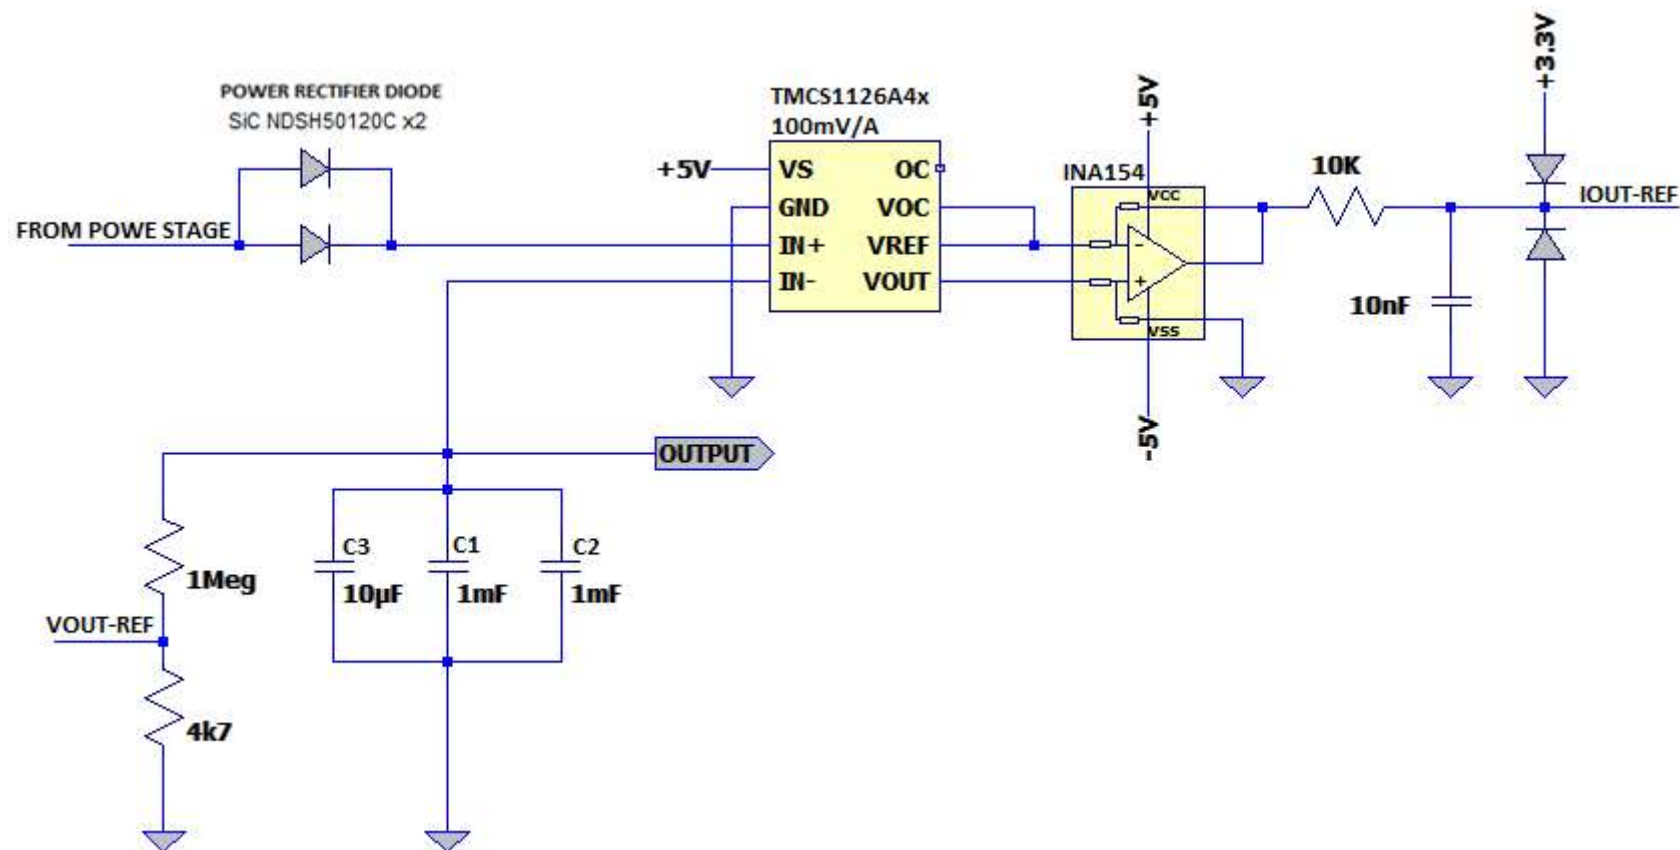 POWER RECTIFIER DIODE
SiC NDSH50120C x2
FROM POWE STAGE
TMCS1126A4x
100mV/A
+5V
VS
OC
GND
VOC
IN+
VREF
IN-
VOUT
INA154
+5V
VCC
-
+
VSS
-5V
10K
10nF
+3.3V
IOUT-REF
OUTPUT
1Meg
VOUT-REF
4k7
C3
10µF
C1
1mF
C2
1mF